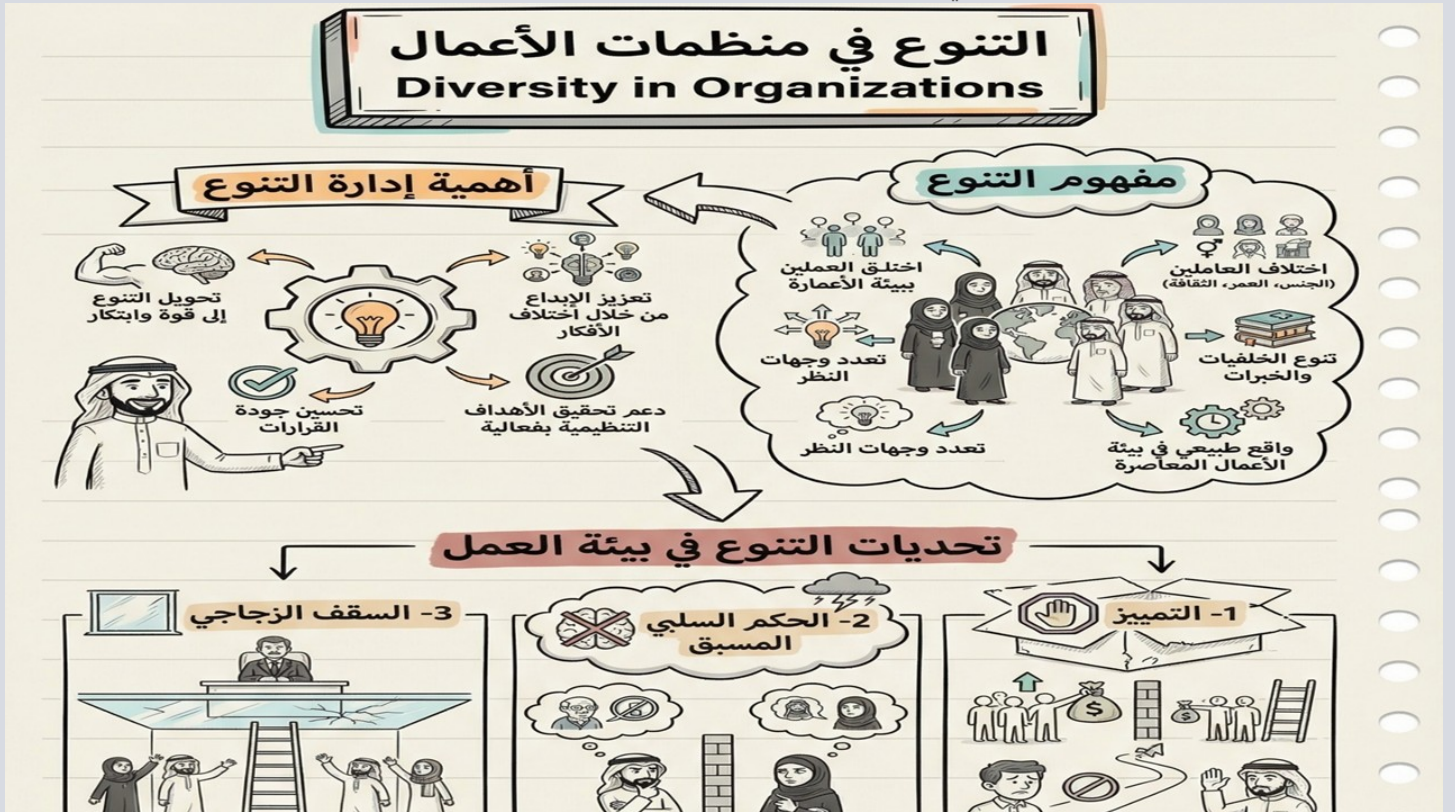 التنوع في منظمات الأعمال
Diversity in Organizations
مفهوم التنوع
اختلاف العاملين
(الجنس، العمر، الثقافة)
اختلـق العملين
ببيئة الأعمارة
تنوع الخلفيات
والخبرات
تعدد وجهات
النظر
واقع طبيعي في بيئة
الأعمال المعاصرة
تعدد وجهات النظر
أهمية إدارة التنوع
تعزيز الإبداع
من خلال اختلاف
الأفكار
تحويل التنوع
إلى قوة وابتكار
دعم تحقيق الأهداف
التنظيمية بفعالية
تحسين جودة
القرارات
تحديات التنوع في بيئة العمل
1- التمييز
$
$
2- الحكم السلبي
المسبق
3- السقف الزجاجي